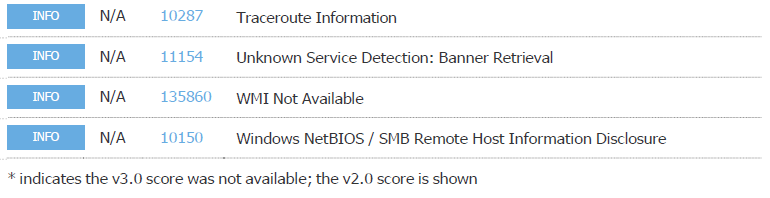 INFO N/A 10287 Traceroute Information
INFO N/A 11154 Unknown Service Detection: Banner Retrieval
INFO N/A 135860 WMI Not Available
INFO N/A 10150 Windows NetBIOS / SMB Remote Host Information Disclosure
* indicates the v3.0 score was not available; the v2.0 score is shown